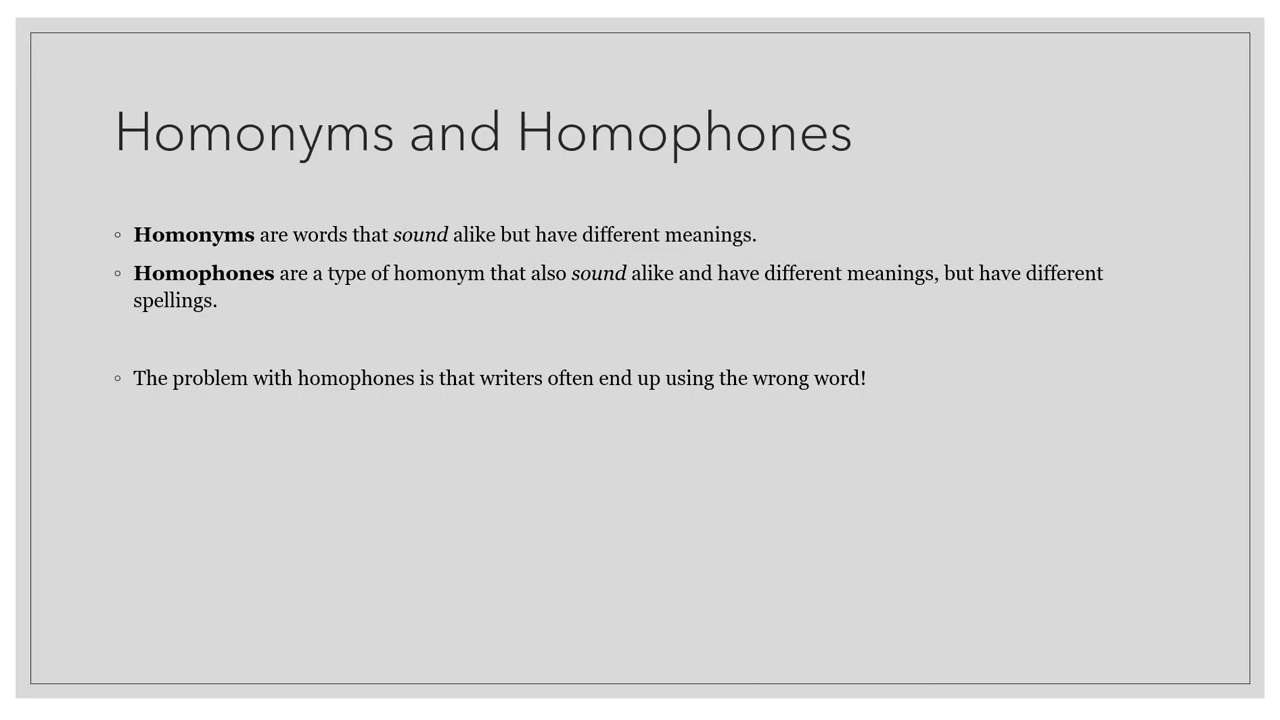 Homonyms and Homophones
◦ Homonyms are words that sound alike but have different meanings.
◦ Homophones are a type of homonym that also sound alike and have different meanings, but have different
spellings.
◦ The problem with homophones is that writers often end up using the wrong word!